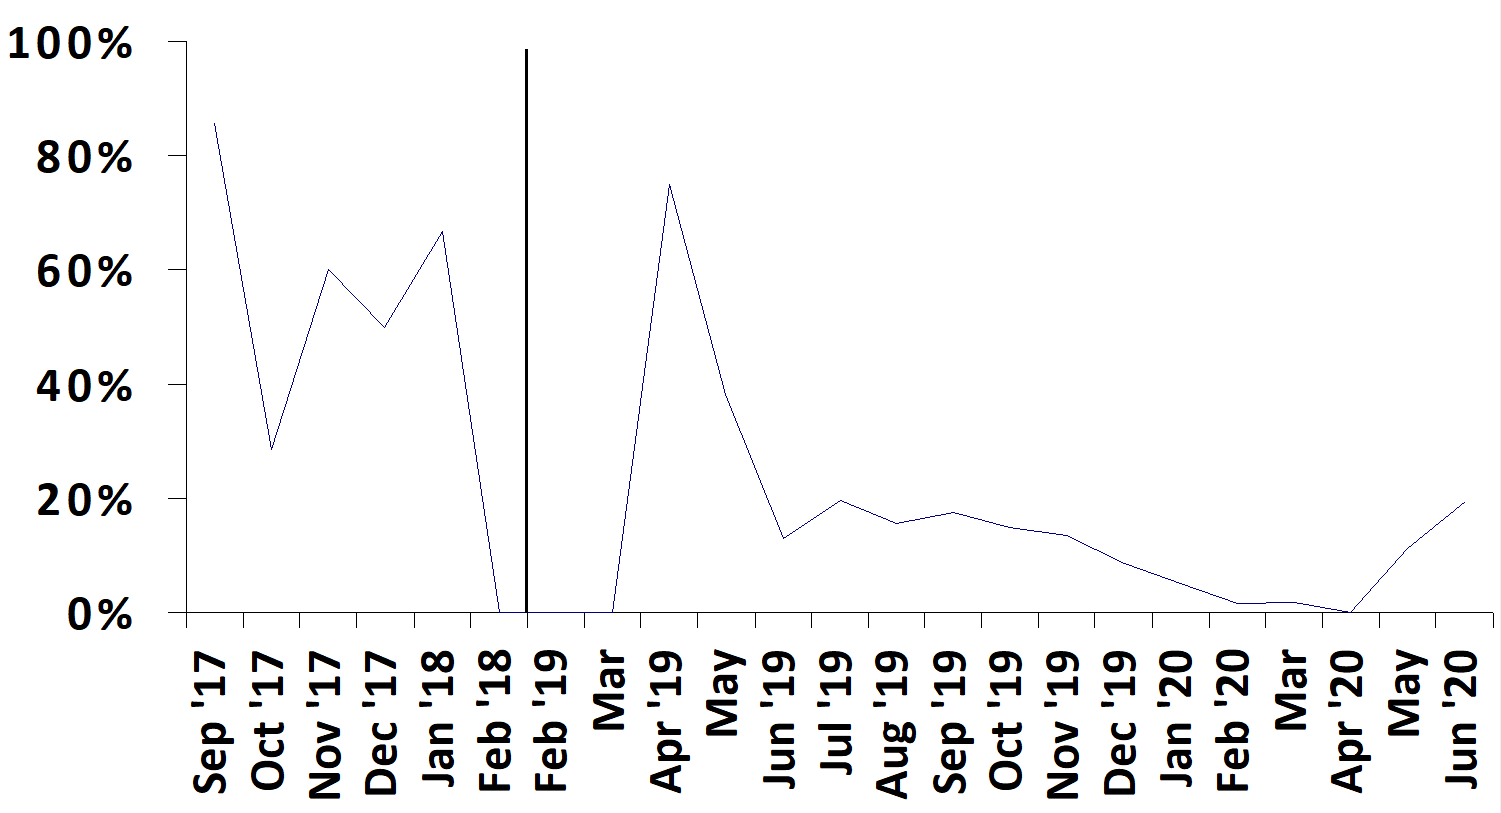 100%
80%
60%
40%
20%
0%
Sep '17
Oct '17
Nov '17
Dec '17
Jan '18
Feb '18
Feb '19
Mar
Apr '19
May
Jun '19
Jul '19
Aug '19
Sep '19
Oct '19
Nov '19
Dec '19
Jan '20
Feb '20
Mar
Apr '20
May
Jun '20